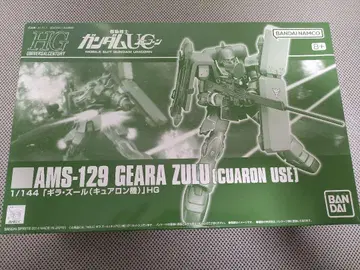 HG
UNIVERSAL CENTURY
機動戦士
ガンダムUC
MOBILE SUIT GUNDAM UNICORN
BANDAI NAMCO
AMS-129 GEARA ZULU [CUARON USE]
1/144 「ギラ・ズール(キュアロン機)」HG
BANDAI